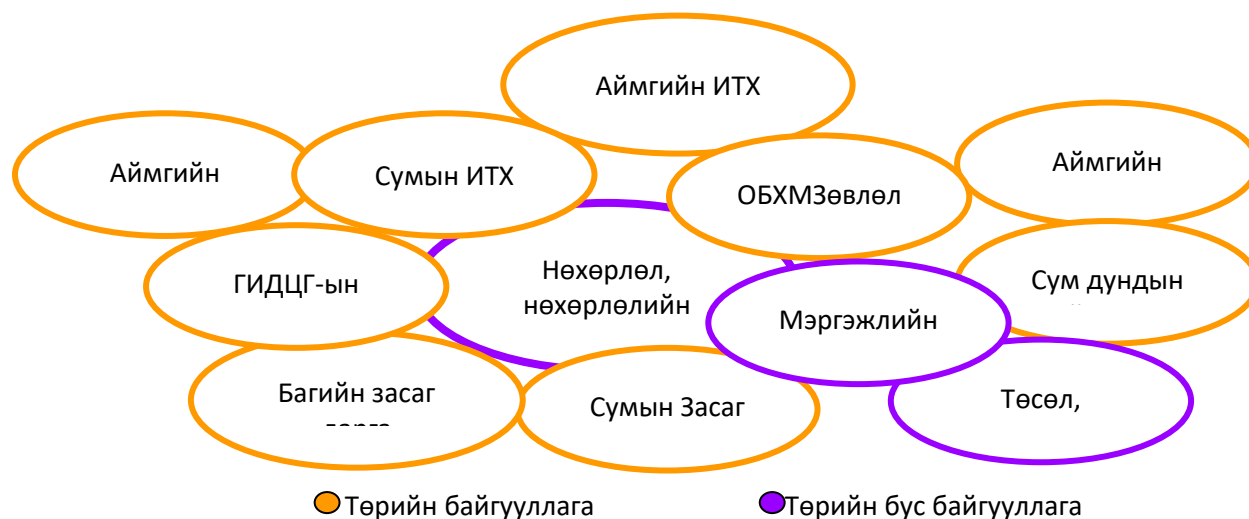 Аймгийн ИТХ
Аймгийн
Сумын ИТХ
ОБХМЗөвлөл
Аймгийн
ГИДЦГ-ын
Нөхөрлөл,
нөхөрлөлийн
Мэргэжлийн
Сум дундын
Багийн засаг
Сумын Засаг
Төсөл,
Төрийн байгууллага
Төрийн бус байгууллага